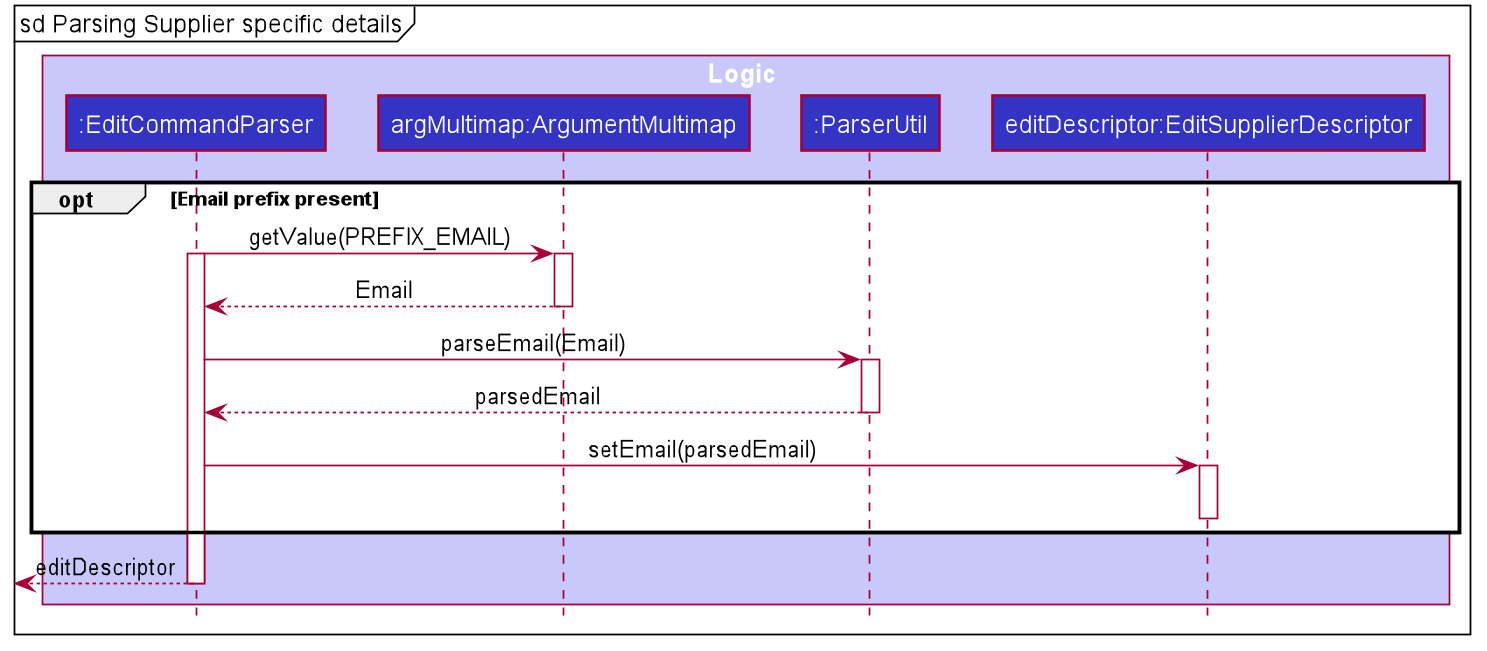 sd Parsing Supplier specific details
Logic
:EditCommandParser
argMultimap:ArgumentMultimap
:ParserUtil
editDescriptor:EditSupplierDescriptor
opt
[Email prefix present]
getValue(PREFIX_EMAIL)
Email
parseEmail(Email)
parsedEmail
setEmail(parsedEmail)
editDescriptor